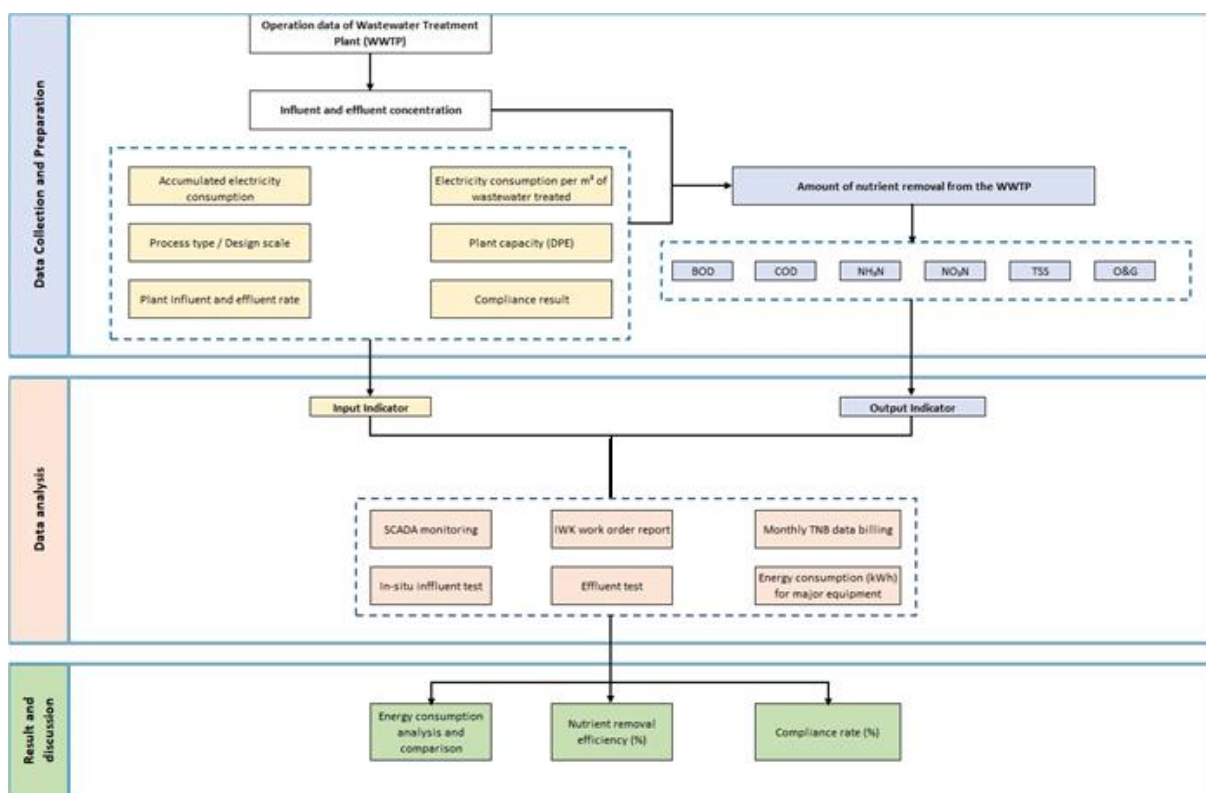 Data Collection and Preparation
Operation data of Wastewater Treatment
Plant (WWTP)
Influent and effluent concentration
Accumulated electricity
consumption
Electricity consumption per m³ of
wastewater treated
Process type / Design scale
Plant capacity (DPE)
Plant influent and effluent rate
Compliance result
Amount of nutrient removal from the WWTP
BOD
COD
NH₃N
NO₃N
TSS
O&G
Data analysis
Input Indicator
Output Indicator
SCADA monitoring
IWK work order report
Monthly TNB data billing
In-situ inffluent test
Effluent test
Energy consumption (kWh)
for major equipment
Result and
discussion
Energy consumption
analysis and
comparison
Nutrient removal
efficiency (%)
Compliance rate (%)